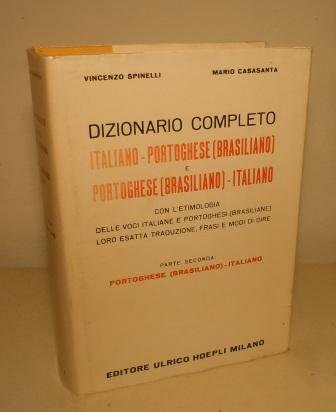 VINCENZO SPINELLI MARIO CASASANTA
DIZIONARIO COMPLETO
ITALIANO-PORTOGHESE (BRASILIANO)
E
PORTOGHESE (BRASILIANO)-ITALIANO
CON L'ETIMOLOGIA
DELLE VOCI ITALIANE E PORTOGHESI (BRASILIANE)
LORO ESATTA TRADUZIONE, FRASI E MODI DI DIRE
PARTE SECONDA:
PORTOGHESE (BRASILIANO)-ITALIANO
EDITORE ULRICO HOEPLI MILANO